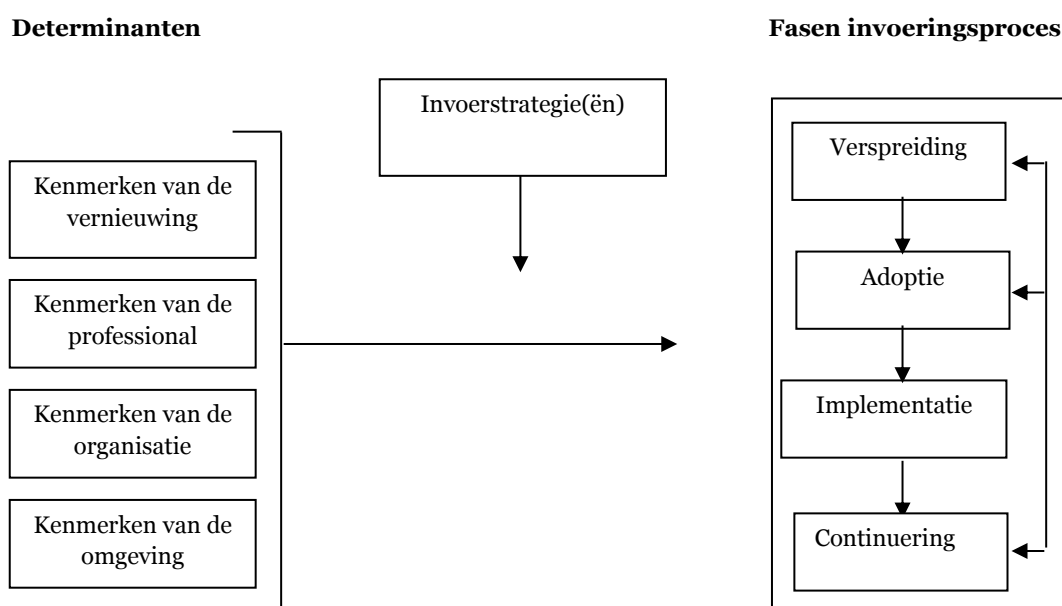 Determinanten
Fasen invoeringsproces
Invoerstrategie(ën)
Kenmerken van de
vernieuwing
Kenmerken van de
professional
Kenmerken van de
organisatie
Kenmerken van de
omgeving
Verspreiding
Adoptie
Implementatie
Continuering